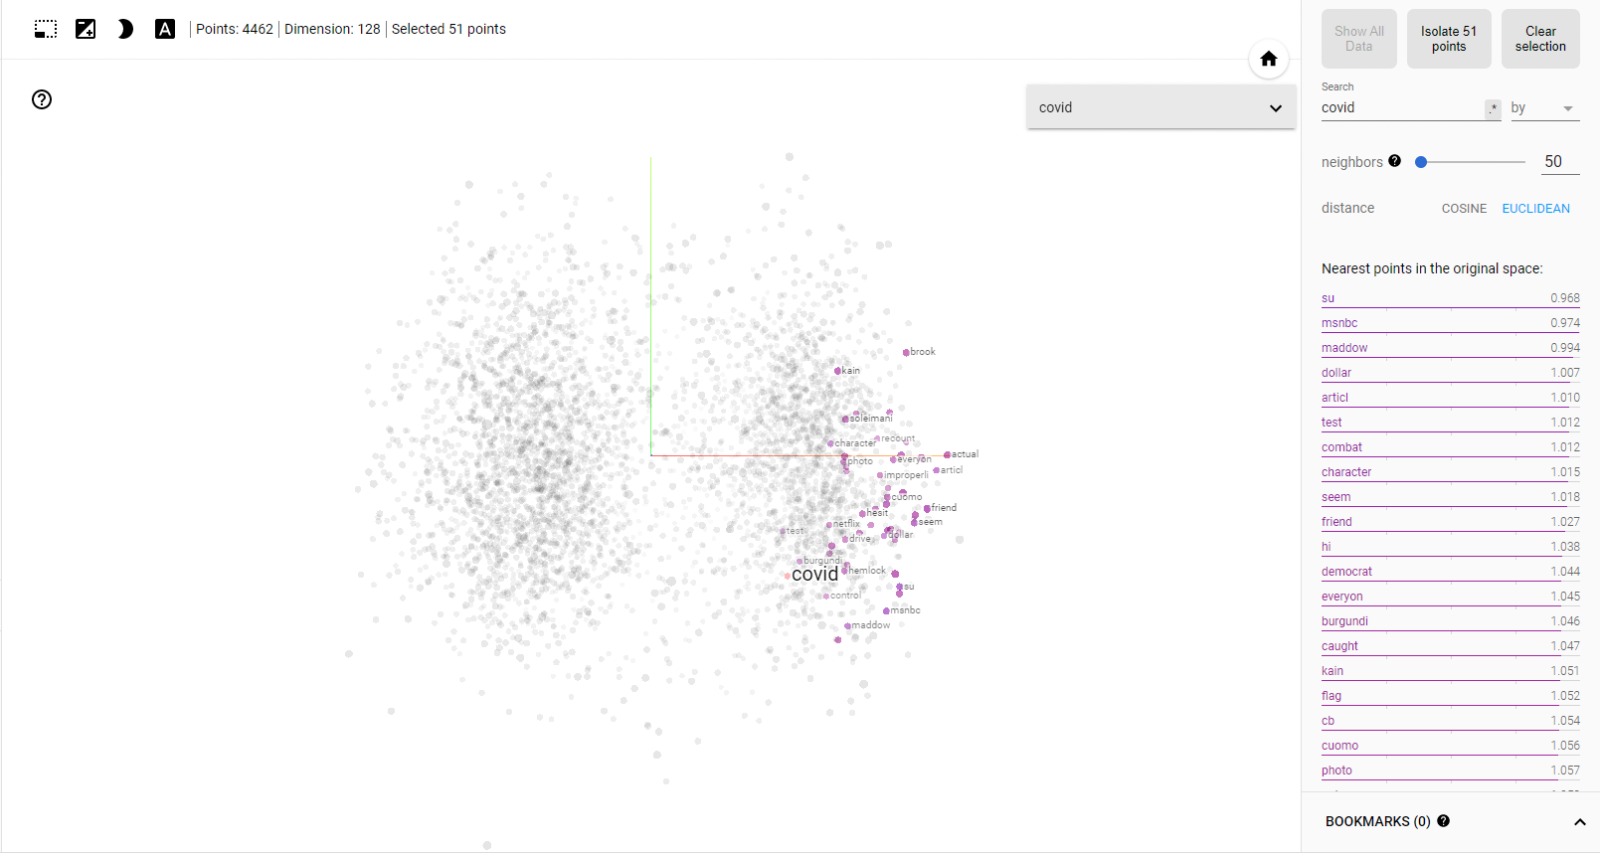 A Points: 4462 | Dimension: 128 | Selected 51 points
covid
brook
kain
soleimani
character recount
photo everyon actual
articl
improperli
cuomo
hesit friend
netflix seem
test
drive dollar
burgundi
covid hemlock
su
control
msnbc
maddow
Show All Data
Isolate 51 points
Clear selection
Search
covid .* by
neighbors 50
distance COSINE EUCLIDEAN
Nearest points in the original space:
su 0.968
msnbc 0.974
maddow 0.994
dollar 1.007
articl 1.010
test 1.012
combat 1.012
character 1.015
seem 1.018
friend 1.027
hi 1.038
democrat 1.044
everyon 1.045
burgundi 1.046
caught 1.047
kain 1.051
flag 1.052
cb 1.054
cuomo 1.056
photo 1.057
BOOKMARKS (0)